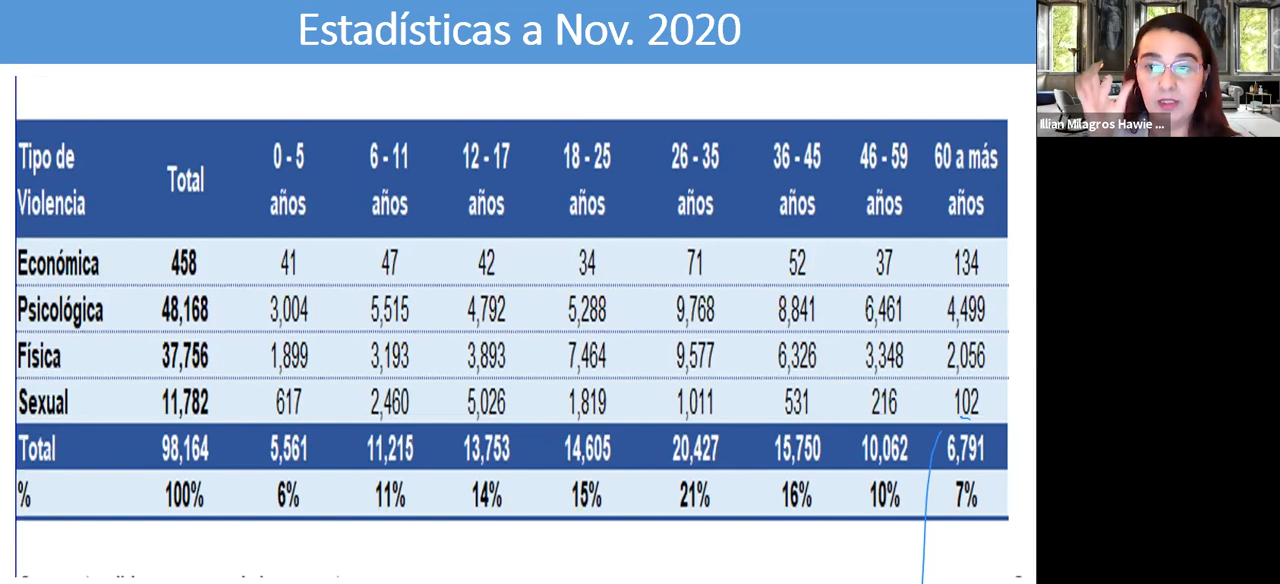 Estadísticas a Nov. 2020
Illian Milagros Hawie ...
Tipo de Violencia Total 0 - 5 años 6 - 11 años 12 - 17 años 18 - 25 años 26 - 35 años 36 - 45 años 46 - 59 años 60 a más años
Económica 458 41 47 42 34 71 52 37 134
Psicológica 48,168 3,004 5,515 4,792 5,288 9,768 8,841 6,461 4,499
Física 37,756 1,899 3,193 3,893 7,464 9,577 6,326 3,348 2,056
Sexual 11,782 617 2,460 5,026 1,819 1,011 531 216 102
Total 98,164 5,561 11,215 13,753 14,605 20,427 15,750 10,062 6,791
% 100% 6% 11% 14% 15% 21% 16% 10% 7%